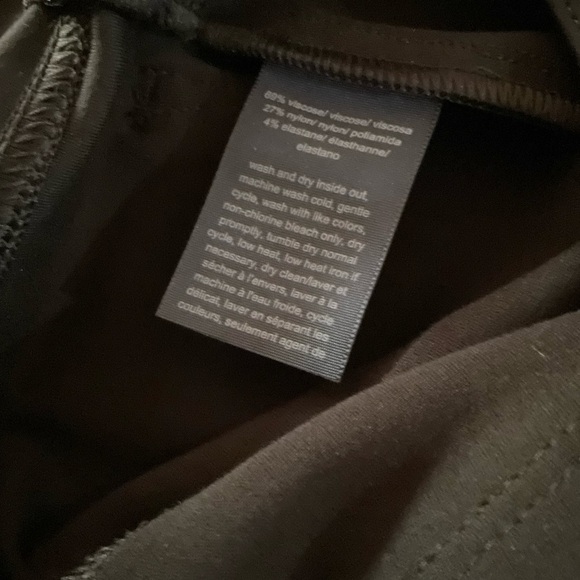 69% viscose/ viscose/ viscosa
27% nylon/ nylon/ poliamida
4% elastane/ élasthanne/
elastano
wash and dry inside out,
machine wash cold, gentle
cycle, wash with like colors,
non-chlorine bleach only, dry
promptly, tumble dry normal
cycle, low heat, low heat iron if
necessary, dry clean/laver et
sécher à l'envers, laver à la
machine à l'eau froide, cycle
délicat, laver en séparant les
couleurs, seulement agent de